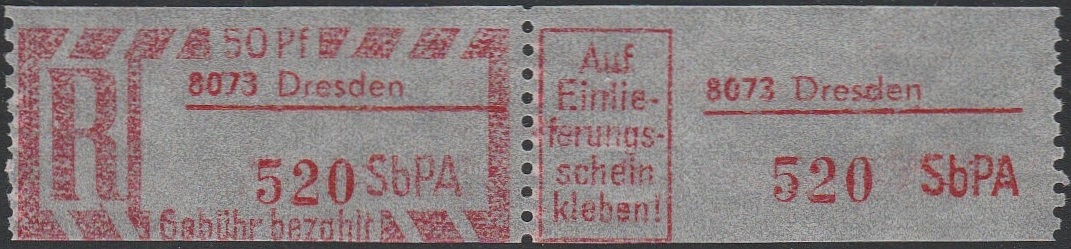 50 Pf
R
8073 Dresden
520 SbPA
Gebühr bezahlt
Auf
Einlie-
ferungs-
schein
kleben!
8073 Dresden
520 SbPA